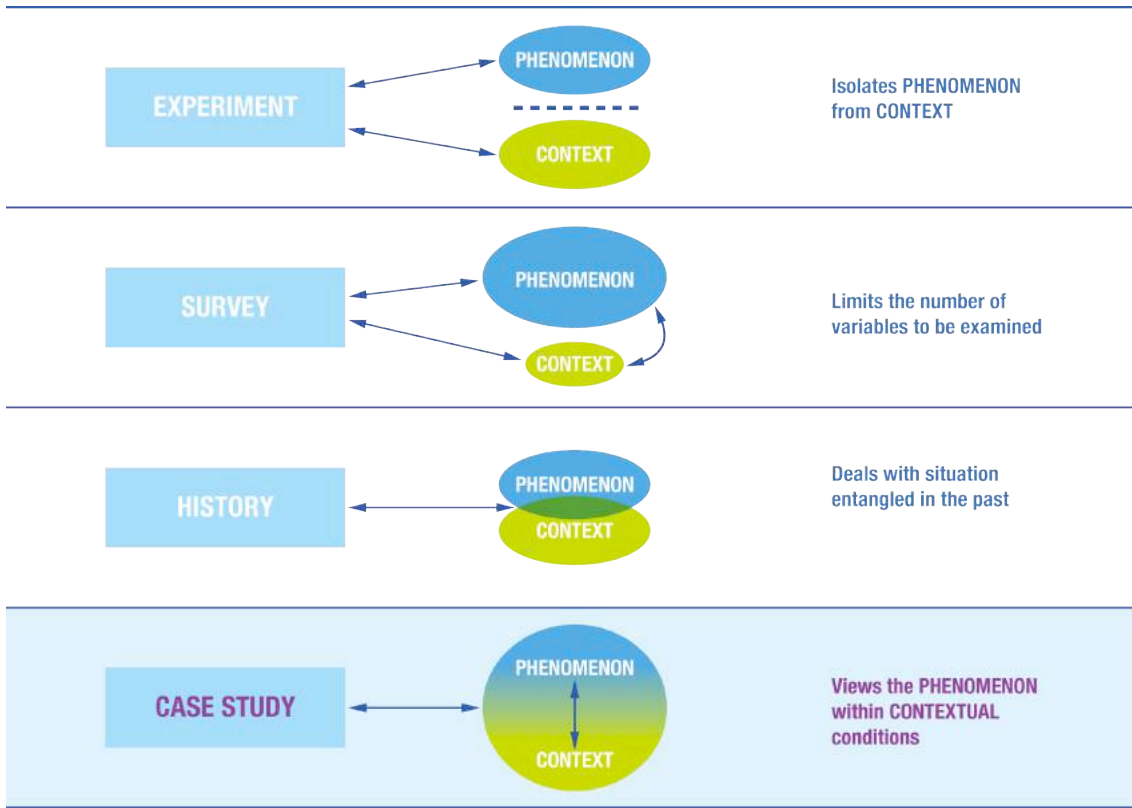 EXPERIMENT
PHENOMENON
CONTEXT
Isolates PHENOMENON
from CONTEXT
SURVEY
PHENOMENON
CONTEXT
Limits the number of
variables to be examined
HISTORY
PHENOMENON
CONTEXT
Deals with situation
entangled in the past
CASE STUDY
PHENOMENON
CONTEXT
Views the PHENOMENON
within CONTEXTUAL
conditions